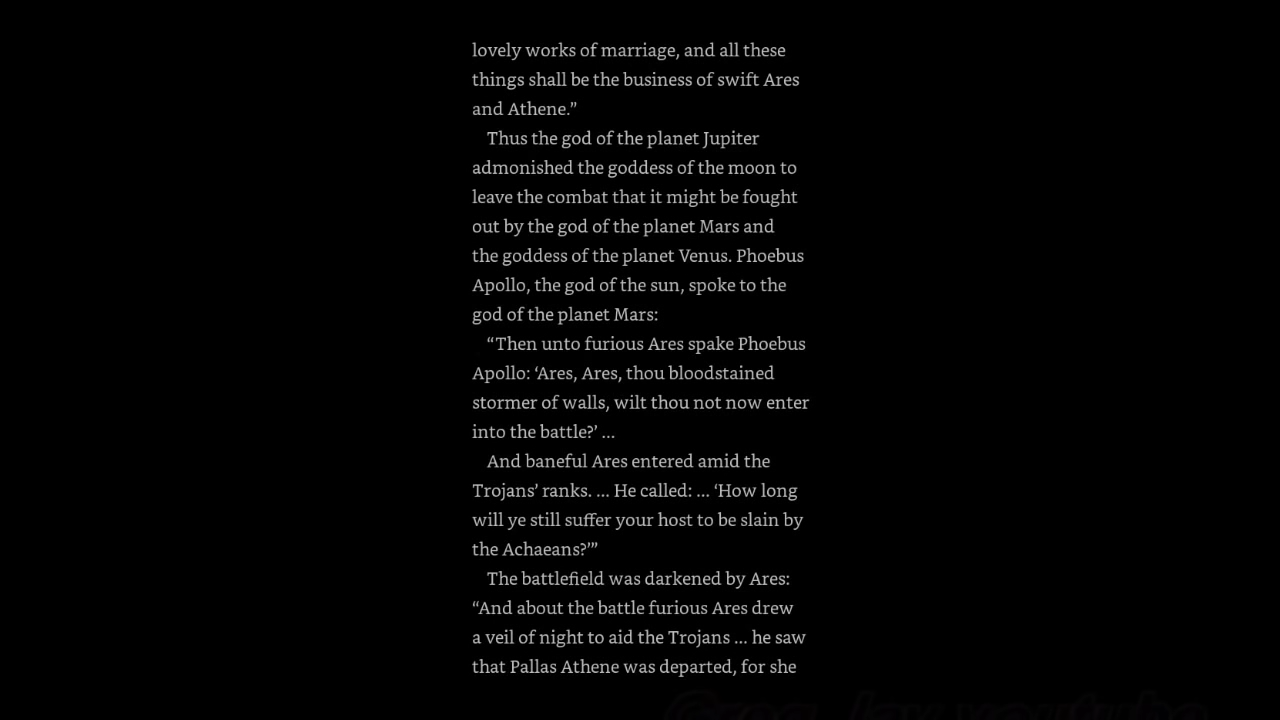 lovely works of marriage, and all these
things shall be the business of swift Ares
and Athene.”
Thus the god of the planet Jupiter
admonished the goddess of the moon to
leave the combat that it might be fought
out by the god of the planet Mars and
the goddess of the planet Venus. Phoebus
Apollo, the god of the sun, spoke to the
god of the planet Mars:
“Then unto furious Ares spake Phoebus
Apollo: ‘Ares, Ares, thou bloodstained
stormer of walls, wilt thou not now enter
into the battle?’ ...
And baneful Ares entered amid the
Trojans’ ranks. ... He called: ... ‘How long
will ye still suffer your host to be slain by
the Achaeans?’”
The battlefield was darkened by Ares:
“And about the battle furious Ares drew
a veil of night to aid the Trojans ... he saw
that Pallas Athene was departed, for she